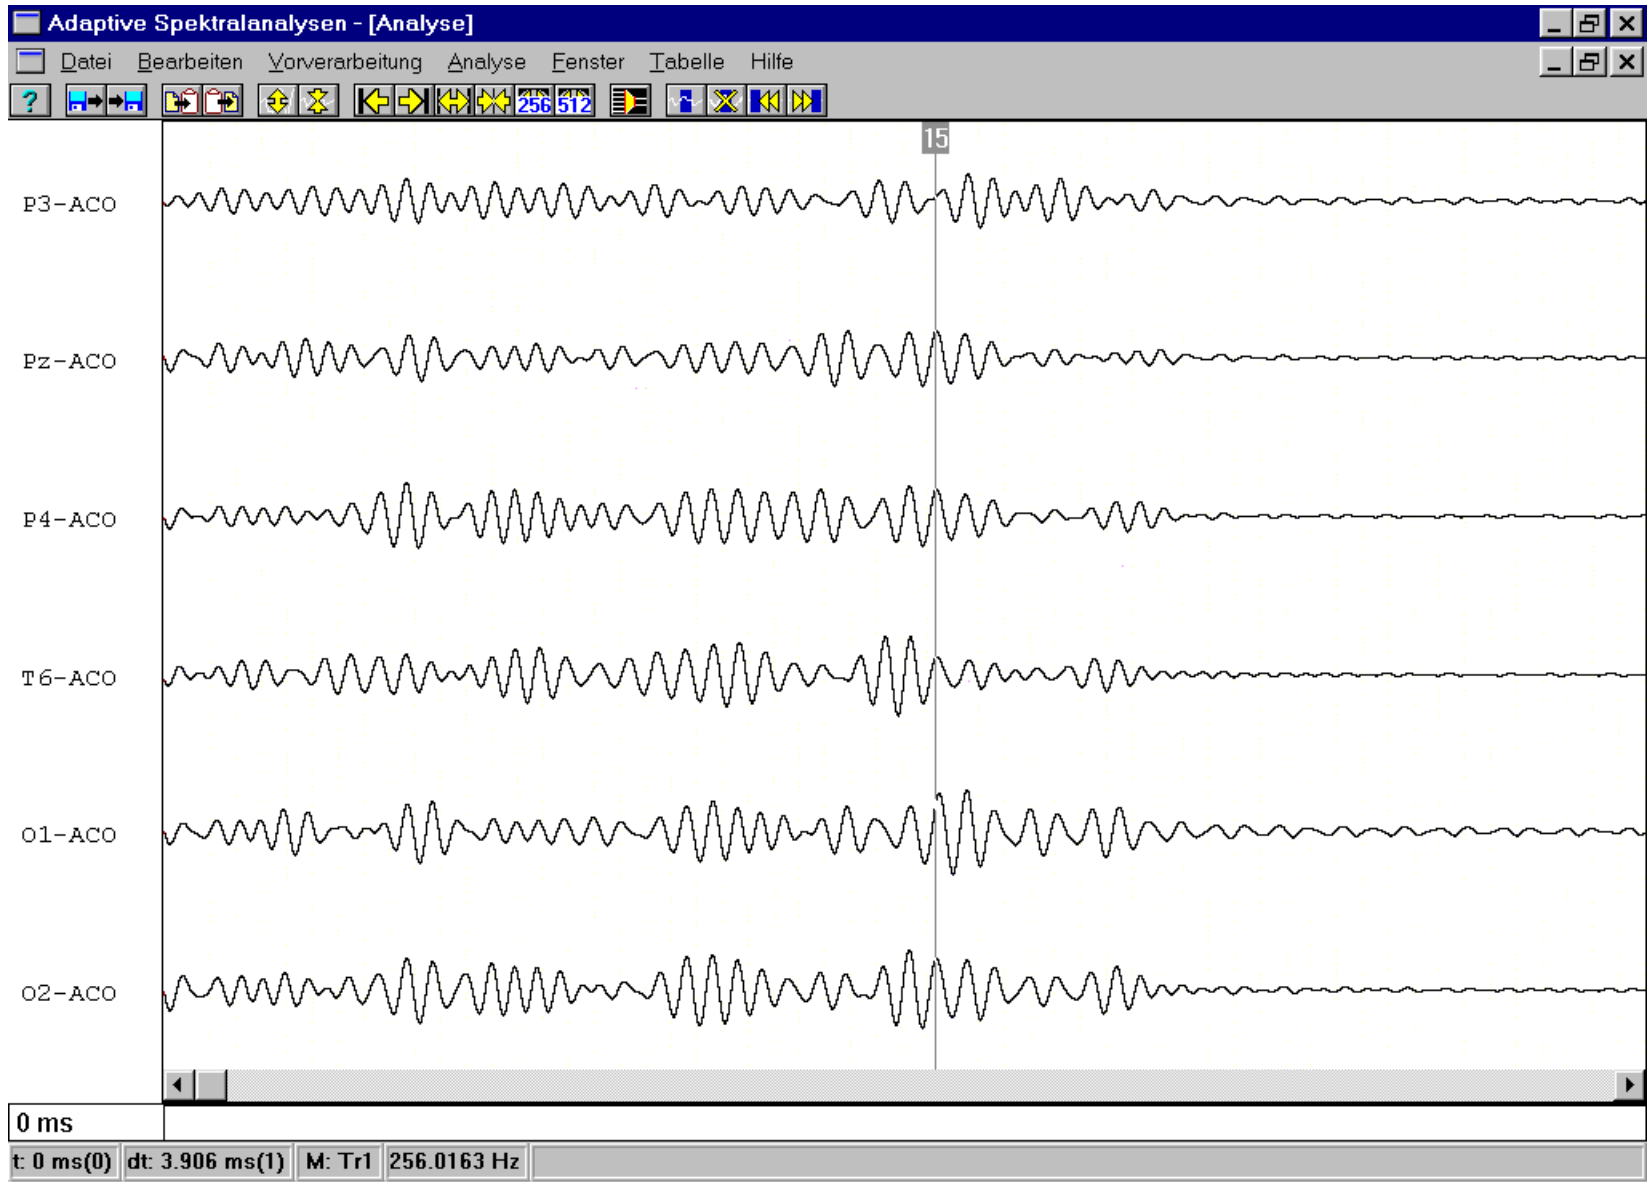 Adaptive Spektralanalysen - [Analyse]
Datei Bearbeiten Vorverarbeitung Analyse Fenster Tabelle Hilfe
? 256 512
15
P3-ACO
Pz-ACO
P4-ACO
T6-ACO
O1-ACO
O2-ACO
0 ms
t: 0 ms(0) dt: 3.906 ms(1) M: Tr1 256.0163 Hz